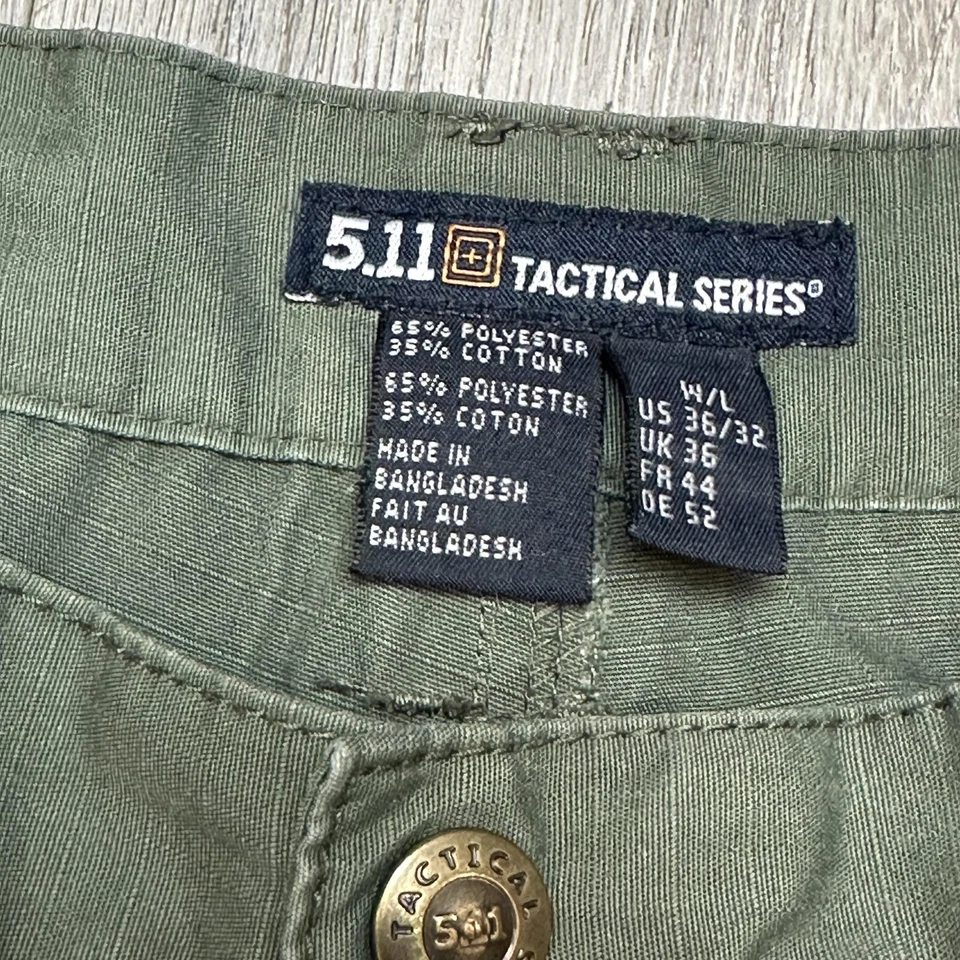 5.11 TACTICAL SERIES®
65% POLYESTER
35% COTTON
65% POLYESTER
35% COTON
MADE IN
BANGLADESH
FAIT AU
BANGLADESH
W/L
US 36/32
UK 36
FR 44
DE 52
TACTICAL
5.11